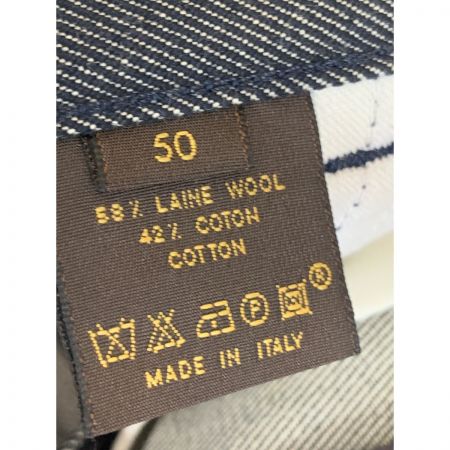 50
58% LAINE WOOL
42% COTON
COTTON
P ®
MADE IN ITALY